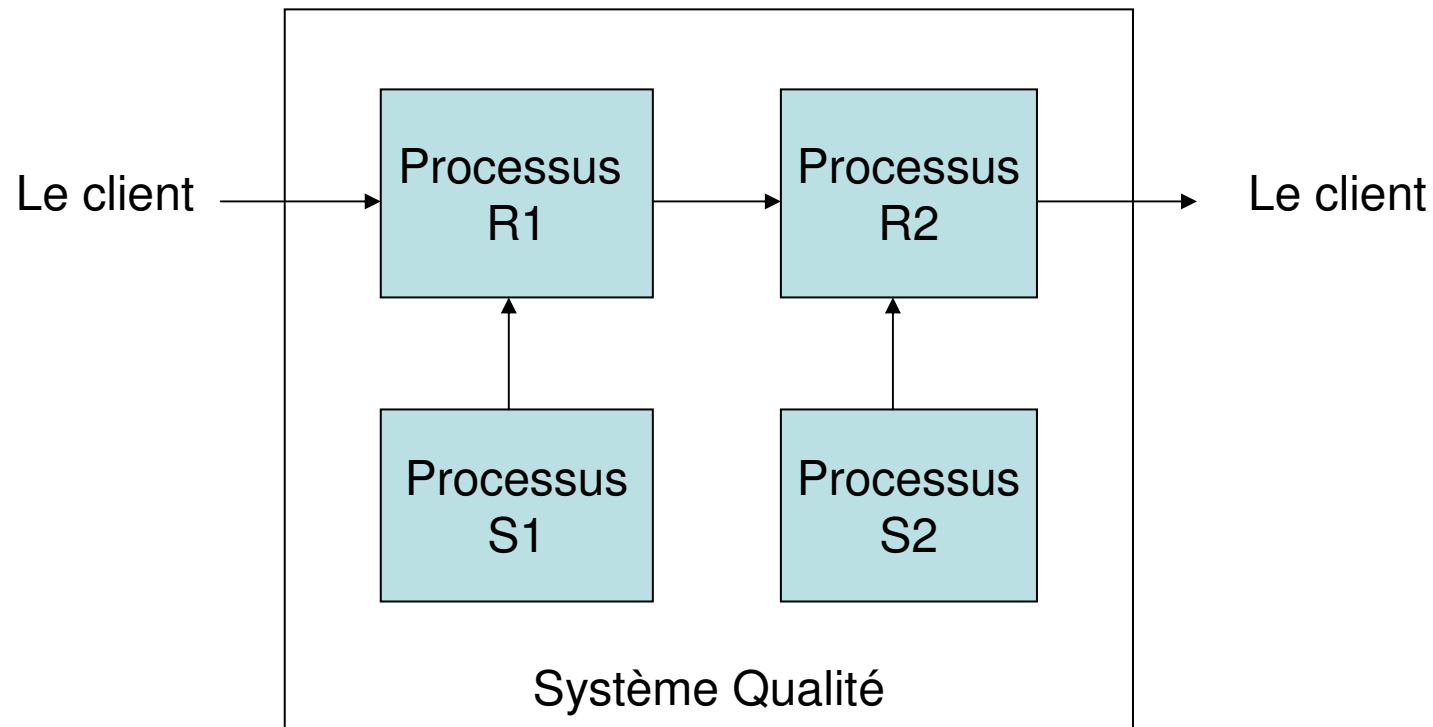 Le client
Processus
R1
Processus
R2
Le client
Processus
S1
Processus
S2
Système Qualité